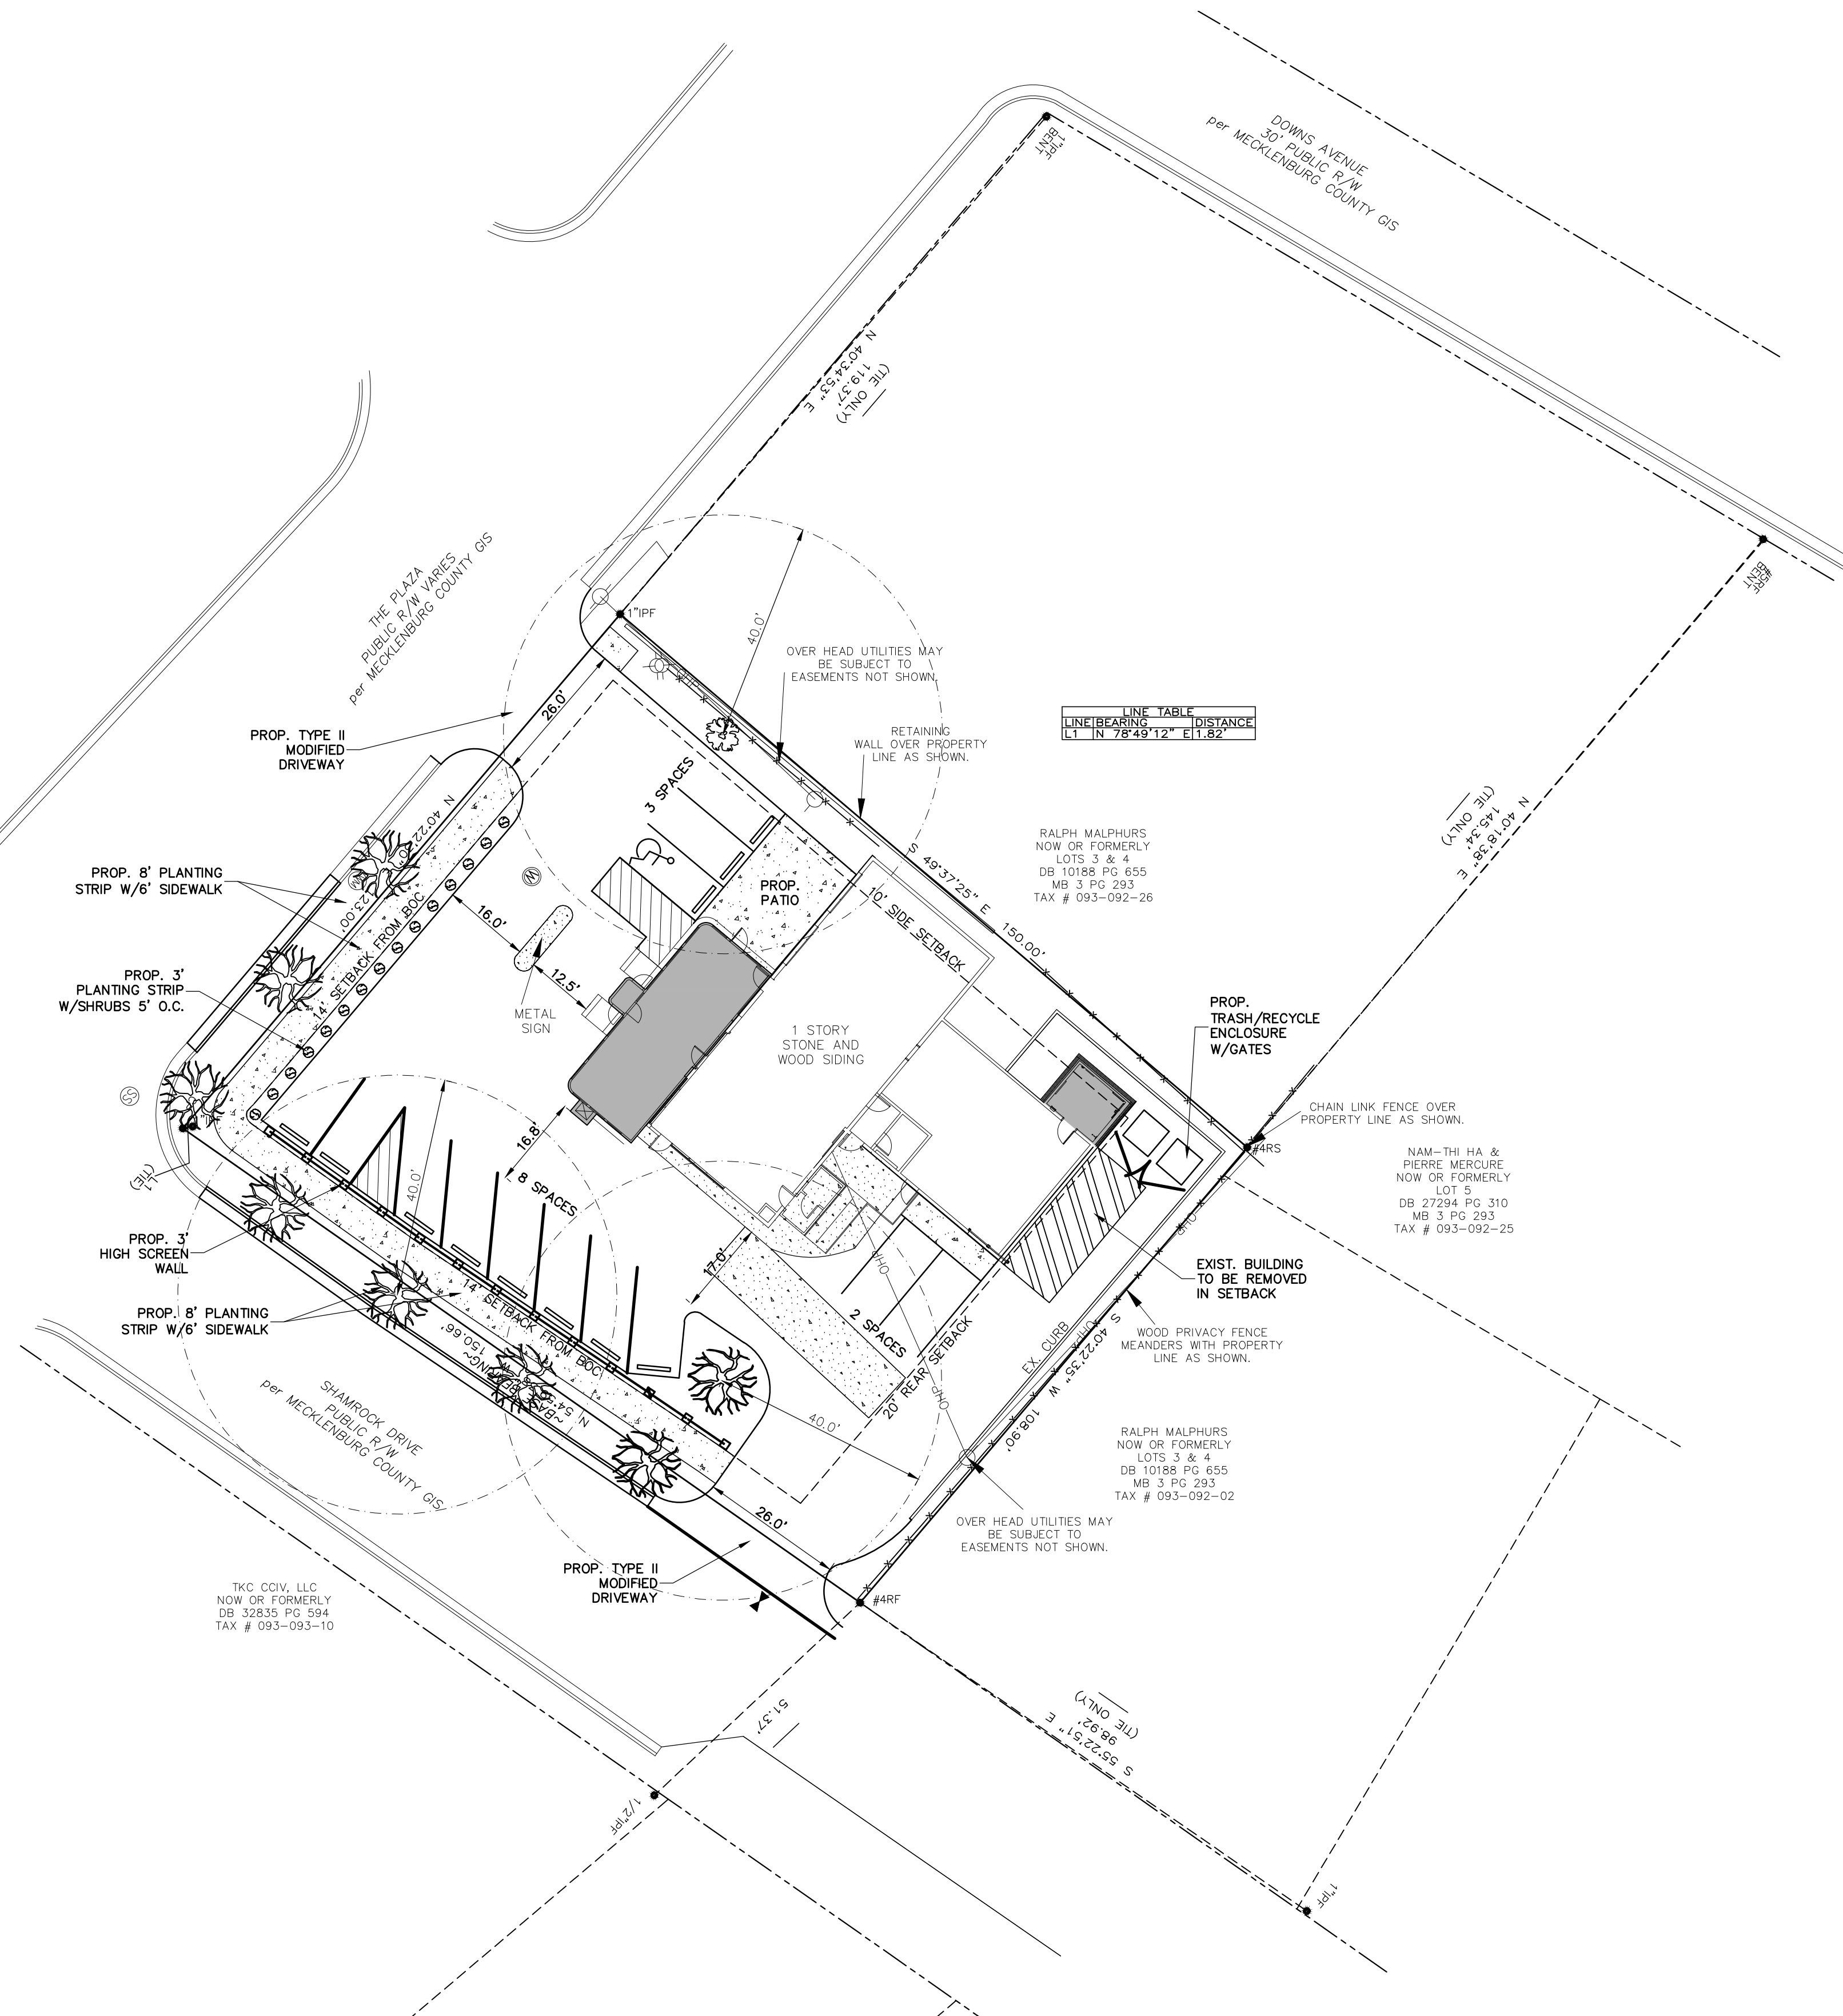 DOWNS AVENUE
30' PUBLIC R/W
per MECKLENBURG COUNTY GIS
1"IPF
BENT
#5RF
BENT
N 40°34'53" E
119.37'
(TIE ONLY)
THE PLAZA
PUBLIC R/W VARIES
per MECKLENBURG COUNTY GIS
1"IPF
40.0'
OVER HEAD UTILITIES MAY
BE SUBJECT TO
EASEMENTS NOT SHOWN.
26.0'
PROP. TYPE II
MODIFIED
DRIVEWAY
RETAINING
WALL OVER PROPERTY
LINE AS SHOWN.
LINE TABLE
LINE BEARING DISTANCE
L1 N 78°49'12" E 1.82'
3 SPACES
N 40°18'38" E
145.34'
(TIE ONLY)
RALPH MALPHURS
NOW OR FORMERLY
LOTS 3 & 4
DB 10188 PG 655
MB 3 PG 293
TAX # 093-092-26
S 49°37'25" E 150.00'
PROP. 8' PLANTING
STRIP W/6' SIDEWALK
PROP.
PATIO
10' SIDE SETBACK
W
16.0'
14' SETBACK FROM BOC
PROP. 3'
PLANTING STRIP
W/SHRUBS 5' O.C.
12.5'
METAL
SIGN
1 STORY
STONE AND
WOOD SIDING
PROP.
TRASH/RECYCLE
ENCLOSURE
W/GATES
SS
CHAIN LINK FENCE OVER
PROPERTY LINE AS SHOWN.
#4RS
16.8'
NAM-THI HA &
PIERRE MERCURE
NOW OR FORMERLY
LOT 5
DB 27294 PG 310
MB 3 PG 293
TAX # 093-092-25
L1
(TIE)
40.0'
8 SPACES
OHP
OHP
PROP. 3'
HIGH SCREEN
WALL
17.0'
EXIST. BUILDING
TO BE REMOVED
IN SETBACK
PROP. 8' PLANTING
STRIP W/6' SIDEWALK
14' SETBACK FROM BOC
2 SPACES
EX. CURB
OHP
S 40°22'35" W
108.90'
WOOD PRIVACY FENCE
MEANDERS WITH PROPERTY
LINE AS SHOWN.
150.66'
20' REAR SETBACK
OHP
SHAMROCK DRIVE
PUBLIC R/W
per MECKLENBURG COUNTY GIS
40.0'
RALPH MALPHURS
NOW OR FORMERLY
LOTS 3 & 4
DB 10188 PG 655
MB 3 PG 293
TAX # 093-092-02
26.0'
OVER HEAD UTILITIES MAY
BE SUBJECT TO
EASEMENTS NOT SHOWN.
PROP. TYPE II
MODIFIED
DRIVEWAY
TKC CCIV, LLC
NOW OR FORMERLY
DB 32835 PG 594
TAX # 093-093-10
#4RF
51.37'
S 55°22'51" E
98.92'
(TIE ONLY)
1/2"IPF
1"IPF